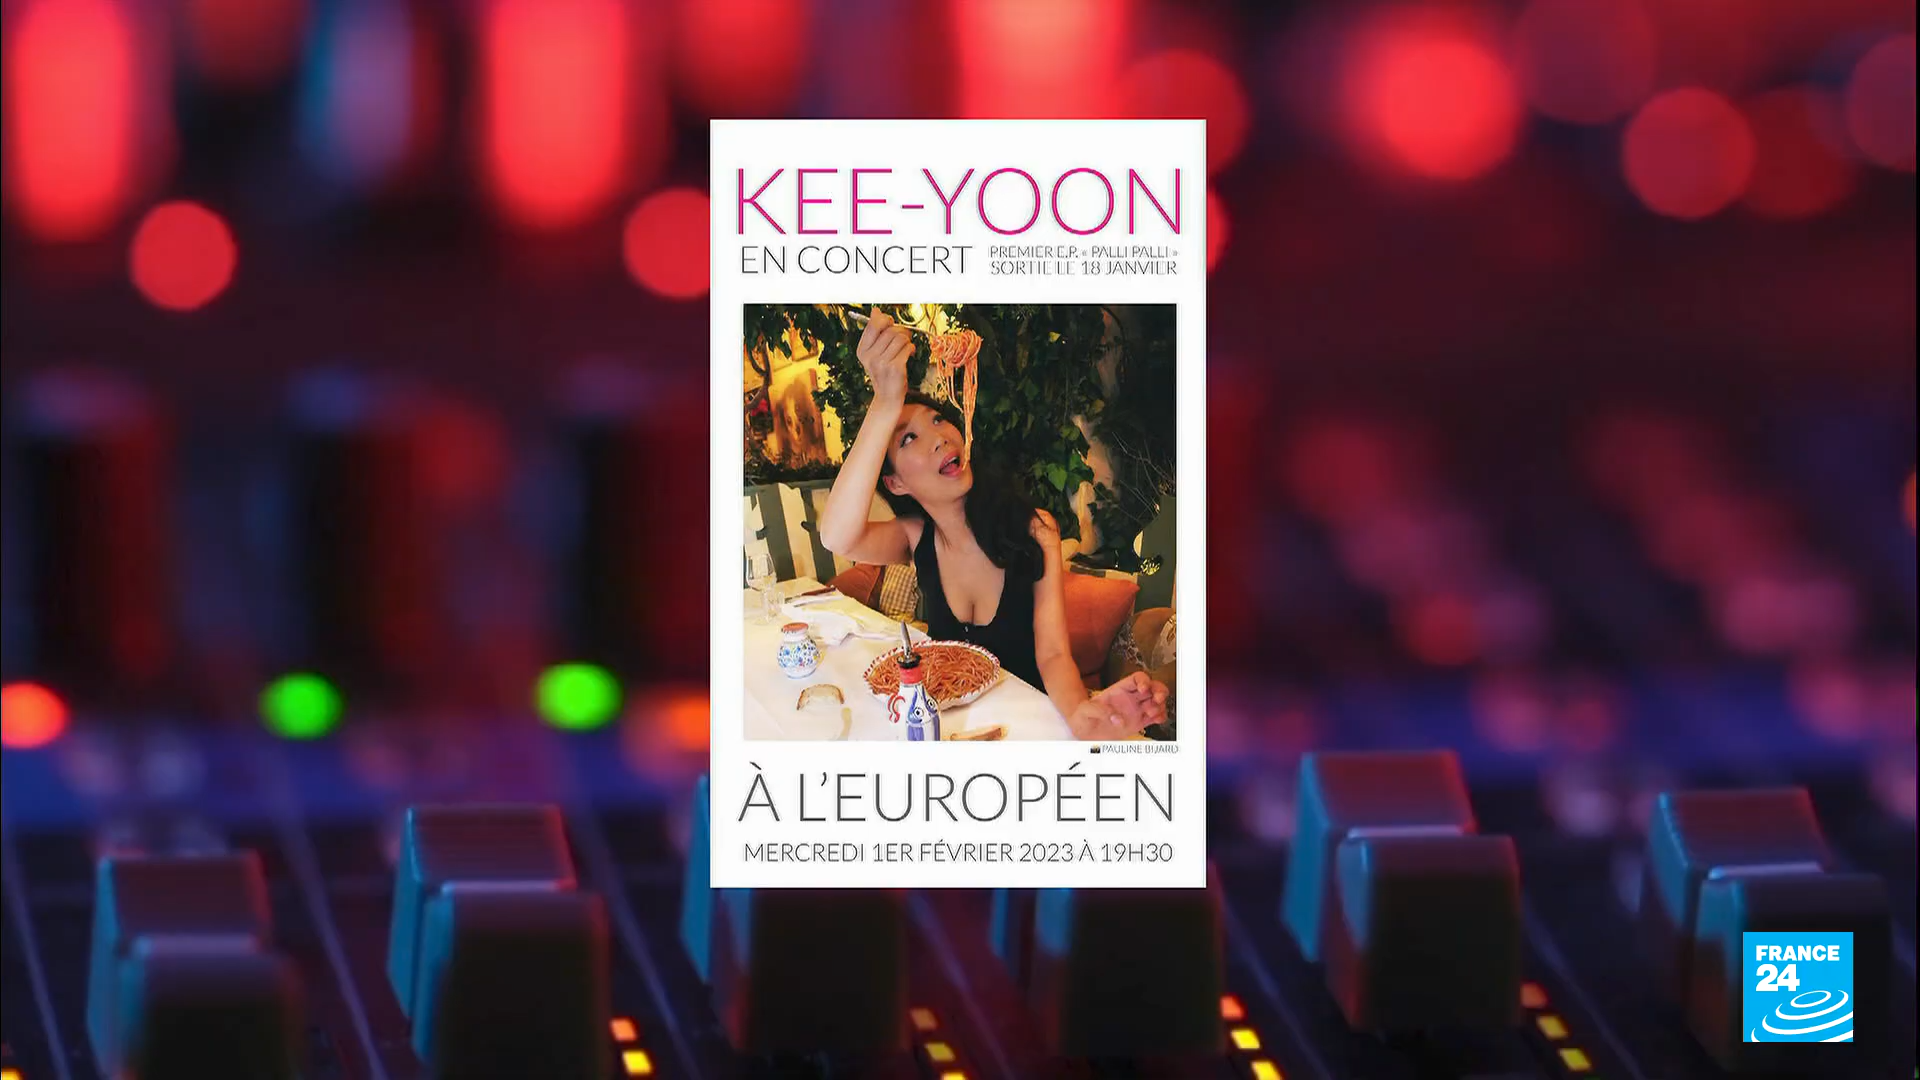 KEE-YOON
EN CONCERT
PREMIER E.P. « PALLI PALLI »
SORTIE LE 18 JANVIER
PAULINE BIJARD
À L'EUROPÉEN
MERCREDI 1ER FÉVRIER 2023 À 19H30
FRANCE
24